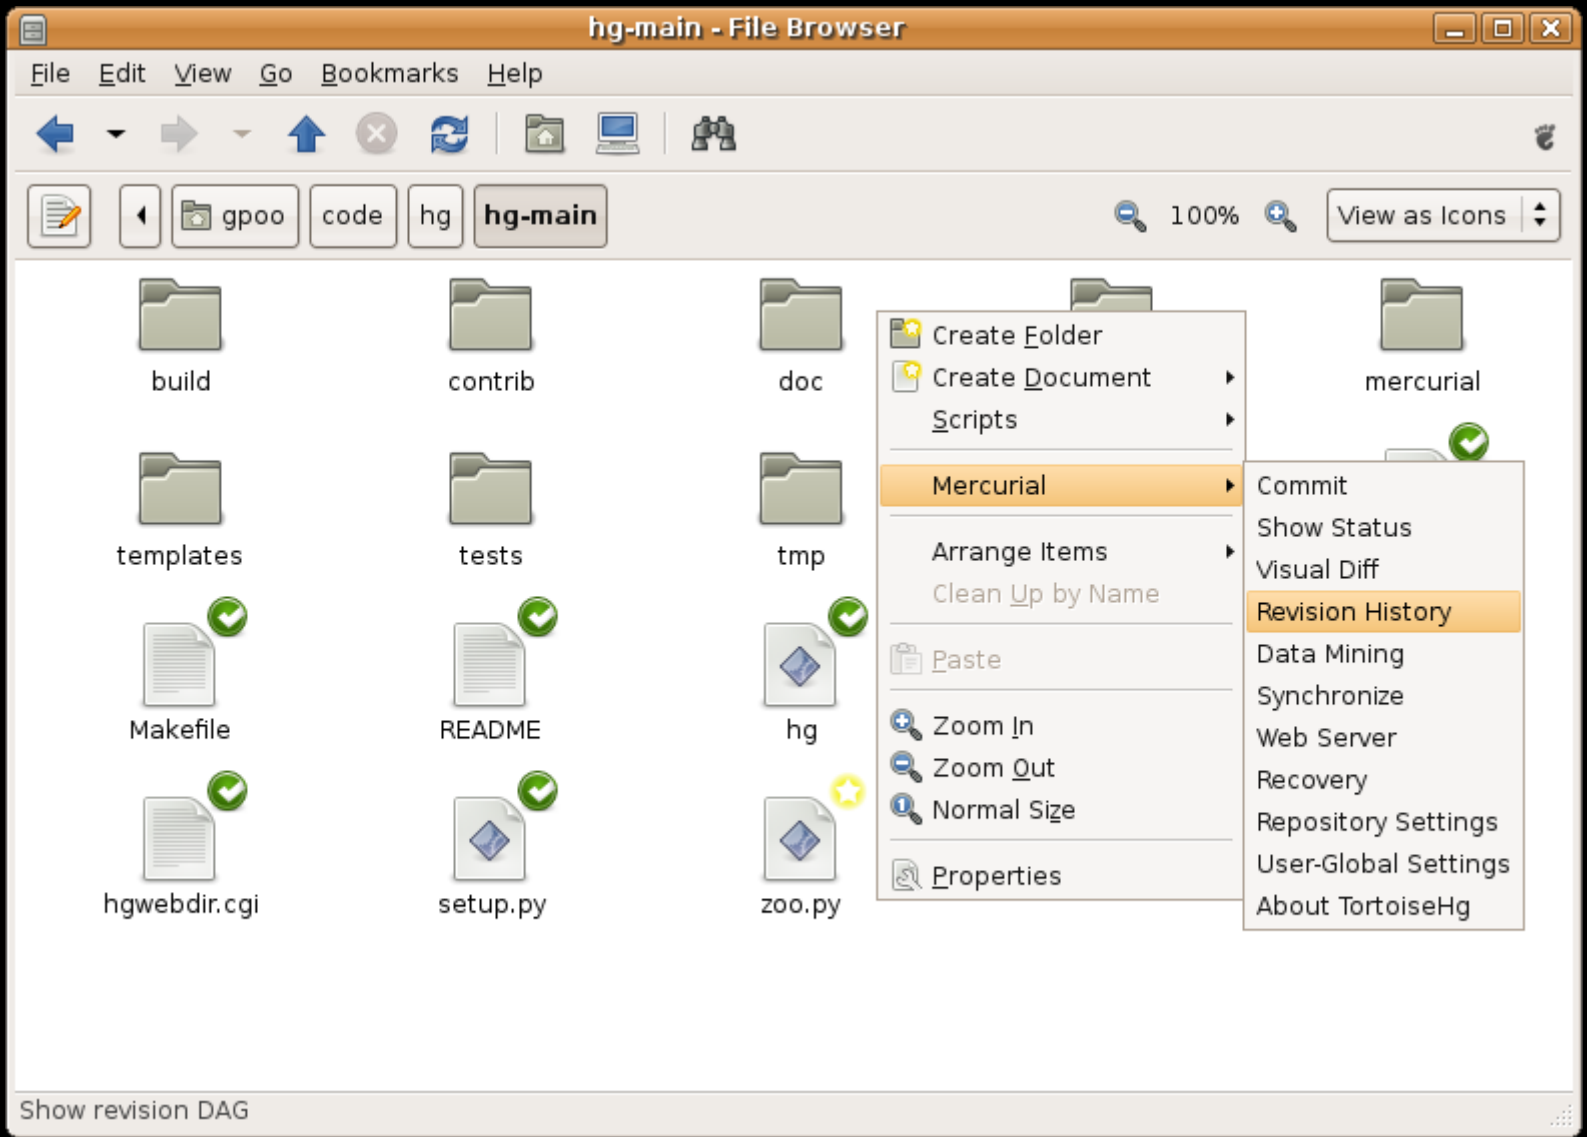 hg-main - File Browser
File Edit View Go Bookmarks Help
gpoo code hg hg-main 100% View as Icons
build contrib doc mercurial
templates tests tmp
Makefile README hg
hgwebdir.cgi setup.py zoo.py
Create Folder
Create Document
Scripts
Mercurial
Arrange Items
Clean Up by Name
Paste
Zoom In
Zoom Out
Normal Size
Properties
Commit
Show Status
Visual Diff
Revision History
Data Mining
Synchronize
Web Server
Recovery
Repository Settings
User-Global Settings
About TortoiseHg
Show revision DAG